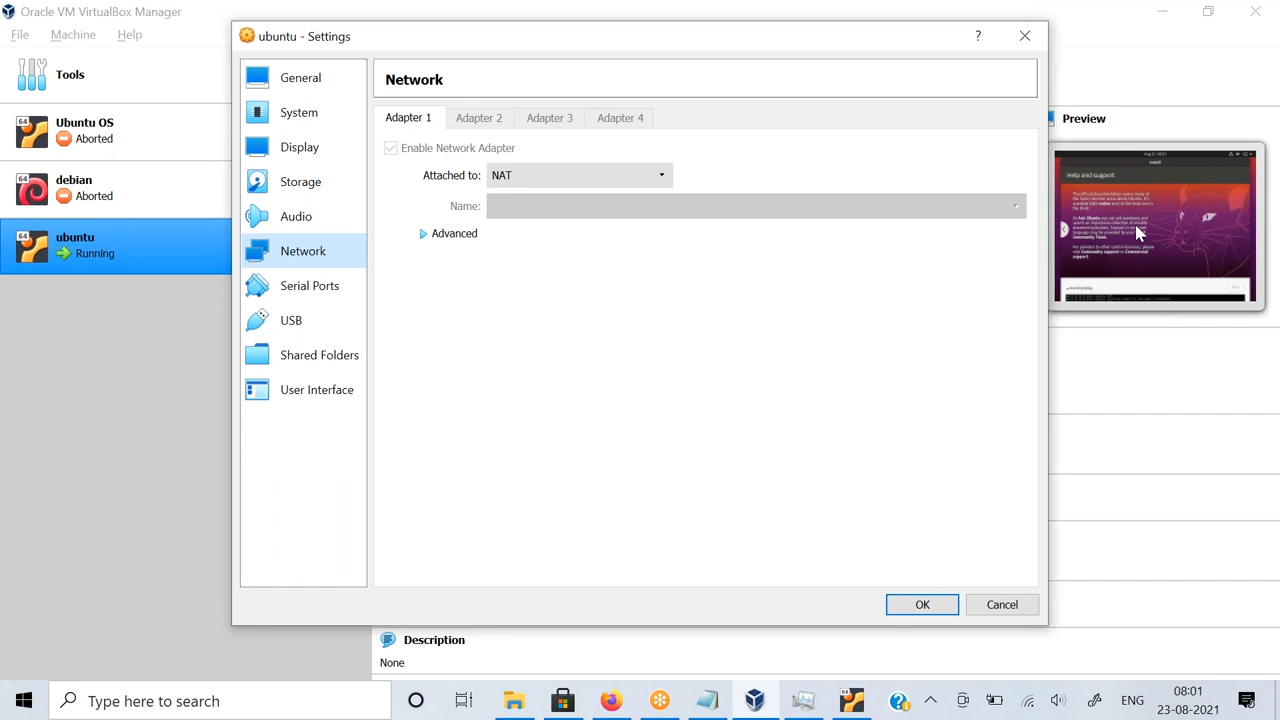 Oracle VM VirtualBox Manager
File Machine Help
Tools
64 Ubuntu OS
Aborted
64 debian
Aborted
64 ubuntu
Running
ubuntu - Settings
?
General
System
Display
Storage
Audio
Network
Serial Ports
USB
Shared Folders
User Interface
Network
Adapter 1 Adapter 2 Adapter 3 Adapter 4
Enable Network Adapter
Attached to: NAT
Name:
Advanced
OK Cancel
Preview
Help and support
Description
None
Type here to search
ENG
08:01
23-08-2021